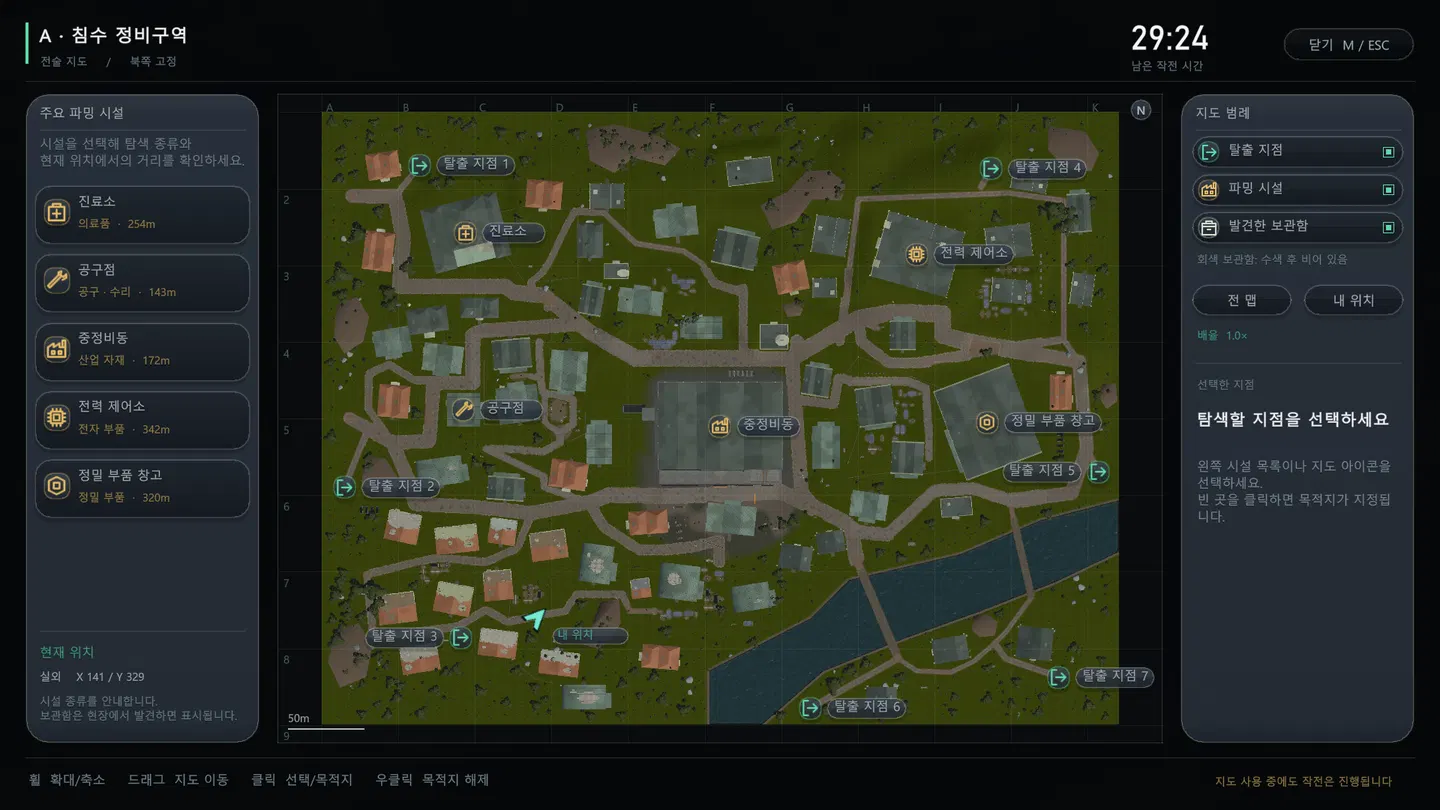 A · 침수 정비구역
전술 지도 / 북쪽 고정
29:24
남은 작전 시간
닫기 M / ESC
주요 파밍 시설
시설을 선택해 탐색 종류와
현재 위치에서의 거리를 확인하세요.
진료소
의료품 · 254m
공구점
공구 · 수리 · 143m
중정비동
산업 자재 · 172m
전력 제어소
전자 부품 · 342m
정밀 부품 창고
정밀 부품 · 320m
현재 위치
실외 X 141 / Y 329
시설 종류를 안내합니다.
보관함은 현장에서 발견하면 표시됩니다.
A B C D E F G H I J K
N
2
3
4
5
6
7
8
9
탈출 지점 1
탈출 지점 4
진료소
전력 제어소
공구점
중정비동
정밀 부품 창고
탈출 지점 5
탈출 지점 2
탈출 지점 3
내 위치
탈출 지점 7
탈출 지점 6
50m
지도 범례
탈출 지점
파밍 시설
발견한 보관함
회색 보관함: 수색 후 비어 있음
전 맵
내 위치
배율 1.0×
선택한 지점
탐색할 지점을 선택하세요
왼쪽 시설 목록이나 지도 아이콘을
선택하세요.
빈 곳을 클릭하면 목적지가 지정됩
니다.
휠 확대/축소 드래그 지도 이동 클릭 선택/목적지 우클릭 목적지 해제
지도 사용 중에도 작전은 진행됩니다